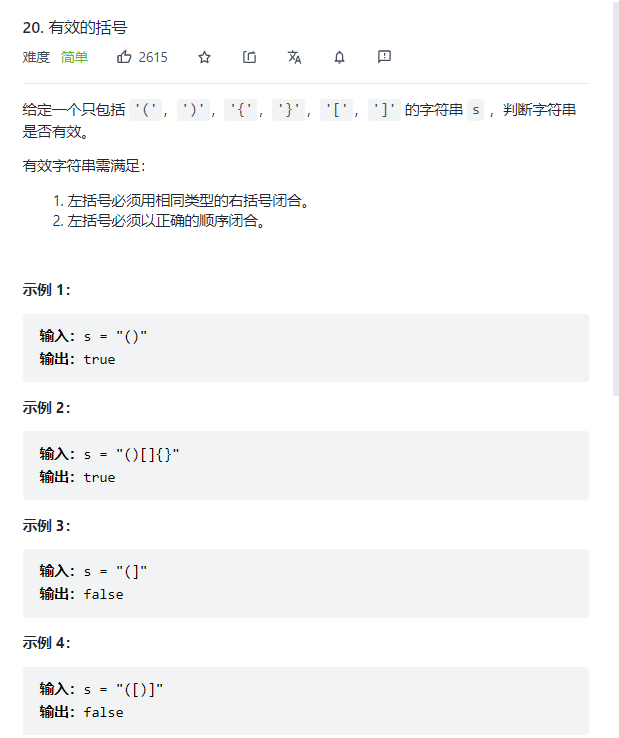 20. 有效的括号
难度 简单 2615
给定一个只包括 '('，')'，'{'，'}'，'['，']' 的字符串 s ，判断字符串
是否有效。
有效字符串需满足：
1. 左括号必须用相同类型的右括号闭合。
2. 左括号必须以正确的顺序闭合。
示例 1：
输入：s = "()"
输出：true
示例 2：
输入：s = "()[]{}"
输出：true
示例 3：
输入：s = "(]"
输出：false
示例 4：
输入：s = "([)]"
输出：false